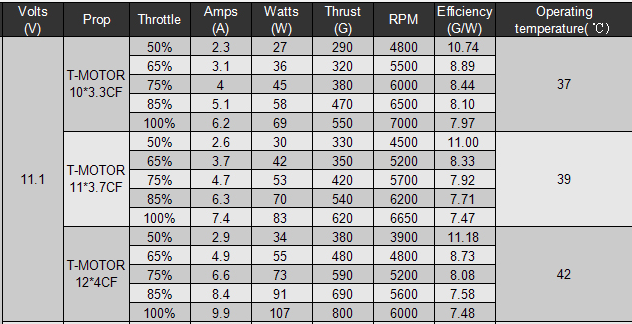 Volts (V) Prop Throttle Amps (A) Watts (W) Thrust (G) RPM Efficiency (G/W) Operating temperature(℃)
11.1 T-MOTOR 10*3.3CF 50% 2.3 27 290 4800 10.74 37
65% 3.1 36 320 5500 8.89
75% 4 45 380 6000 8.44
85% 5.1 58 470 6500 8.10
100% 6.2 69 550 7000 7.97
T-MOTOR 11*3.7CF 50% 2.6 30 330 4500 11.00 39
65% 3.7 42 350 5200 8.33
75% 4.7 53 420 5700 7.92
85% 6.3 70 540 6200 7.71
100% 7.4 83 620 6650 7.47
T-MOTOR 12*4CF 50% 2.9 34 380 3900 11.18 42
65% 4.9 55 480 4800 8.73
75% 6.6 73 590 5200 8.08
85% 8.4 91 690 5600 7.58
100% 9.9 107 800 6000 7.48